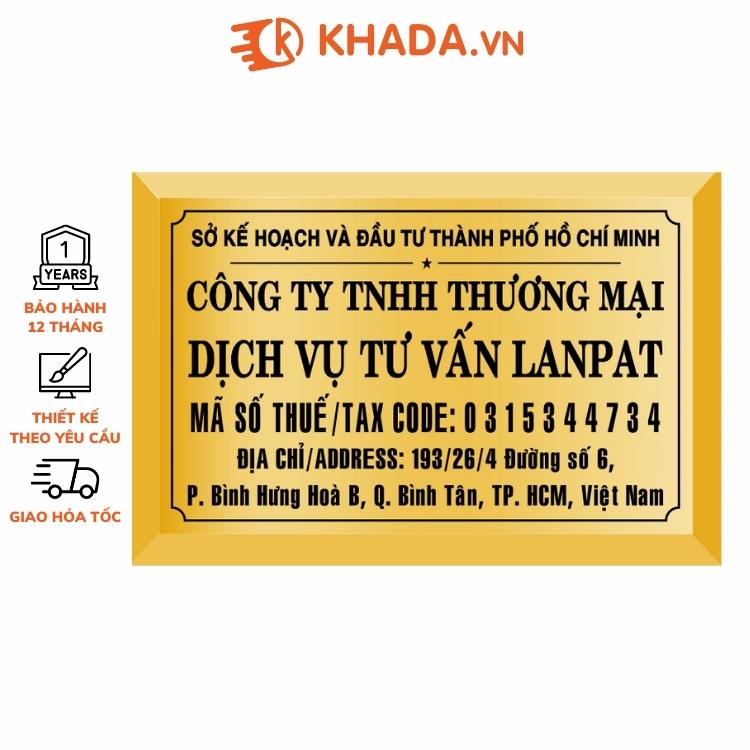 KHADA.VN
SỞ KẾ HOẠCH VÀ ĐẦU TƯ THÀNH PHỐ HỒ CHÍ MINH
CÔNG TY TNHH THƯƠNG MẠI
DỊCH VỤ TƯ VẤN LANPAT
MÃ SỐ THUẾ/TAX CODE: 0315344734
ĐỊA CHỈ/ADDRESS: 193/26/4 Đường số 6,
P. Bình Hưng Hoà B, Q. Bình Tân, TP. HCM, Việt Nam
1
YEARS
BẢO HÀNH
12 THÁNG
THIẾT KẾ
THEO YÊU CẦU
GIAO HỎA TỐC